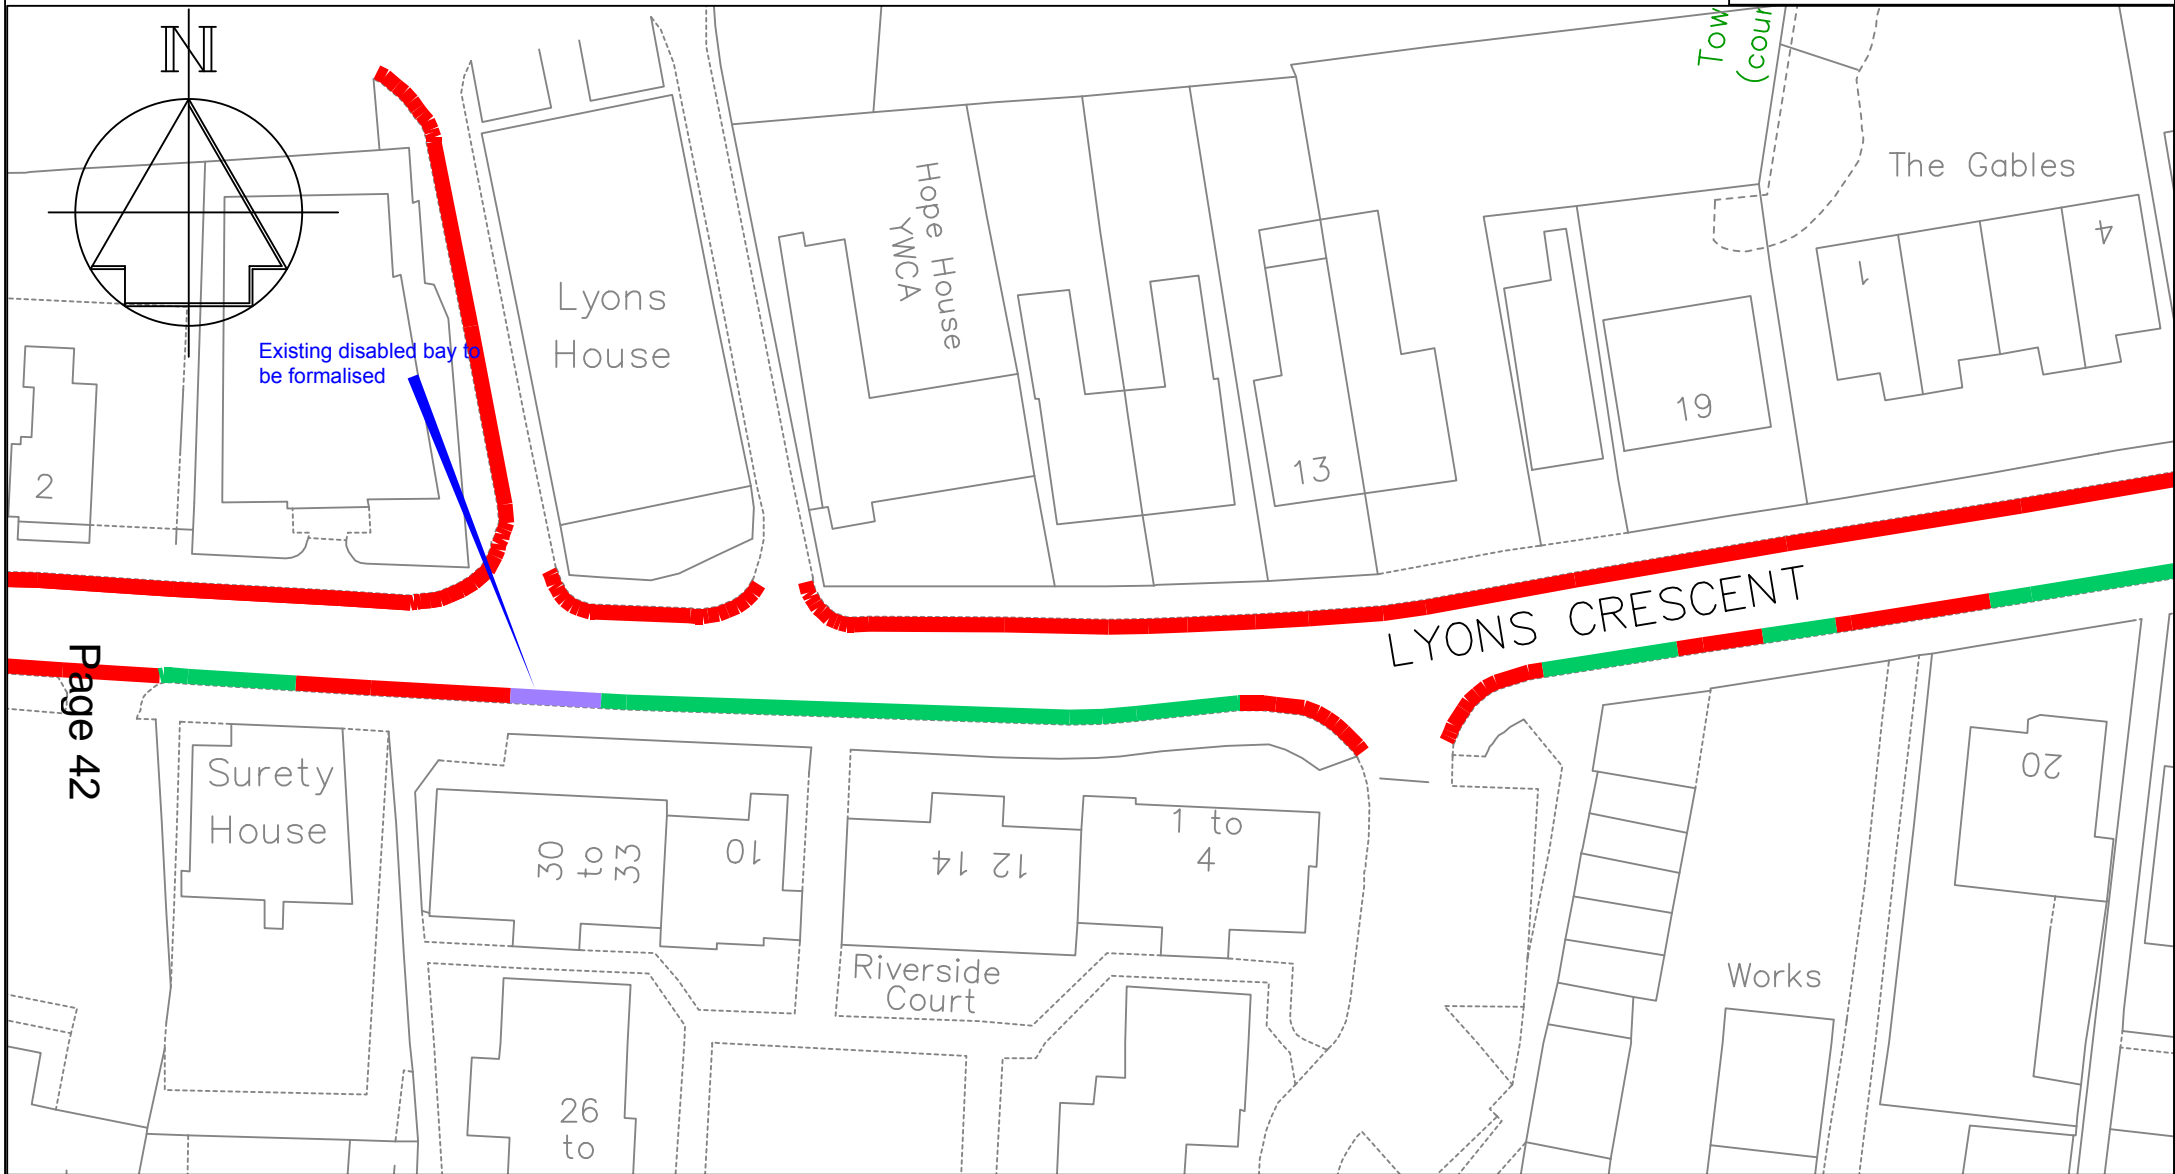 N
Tow
(cour
The Gables
1
4
Hope House
YWCA
Lyons
House
Existing disabled bay to
be formalised
2
13
19
LYONS CRESCENT
Page 42
Surety
House
30
to
33
10
14 12
1 to
4
20
Riverside
Court
Works
26
to